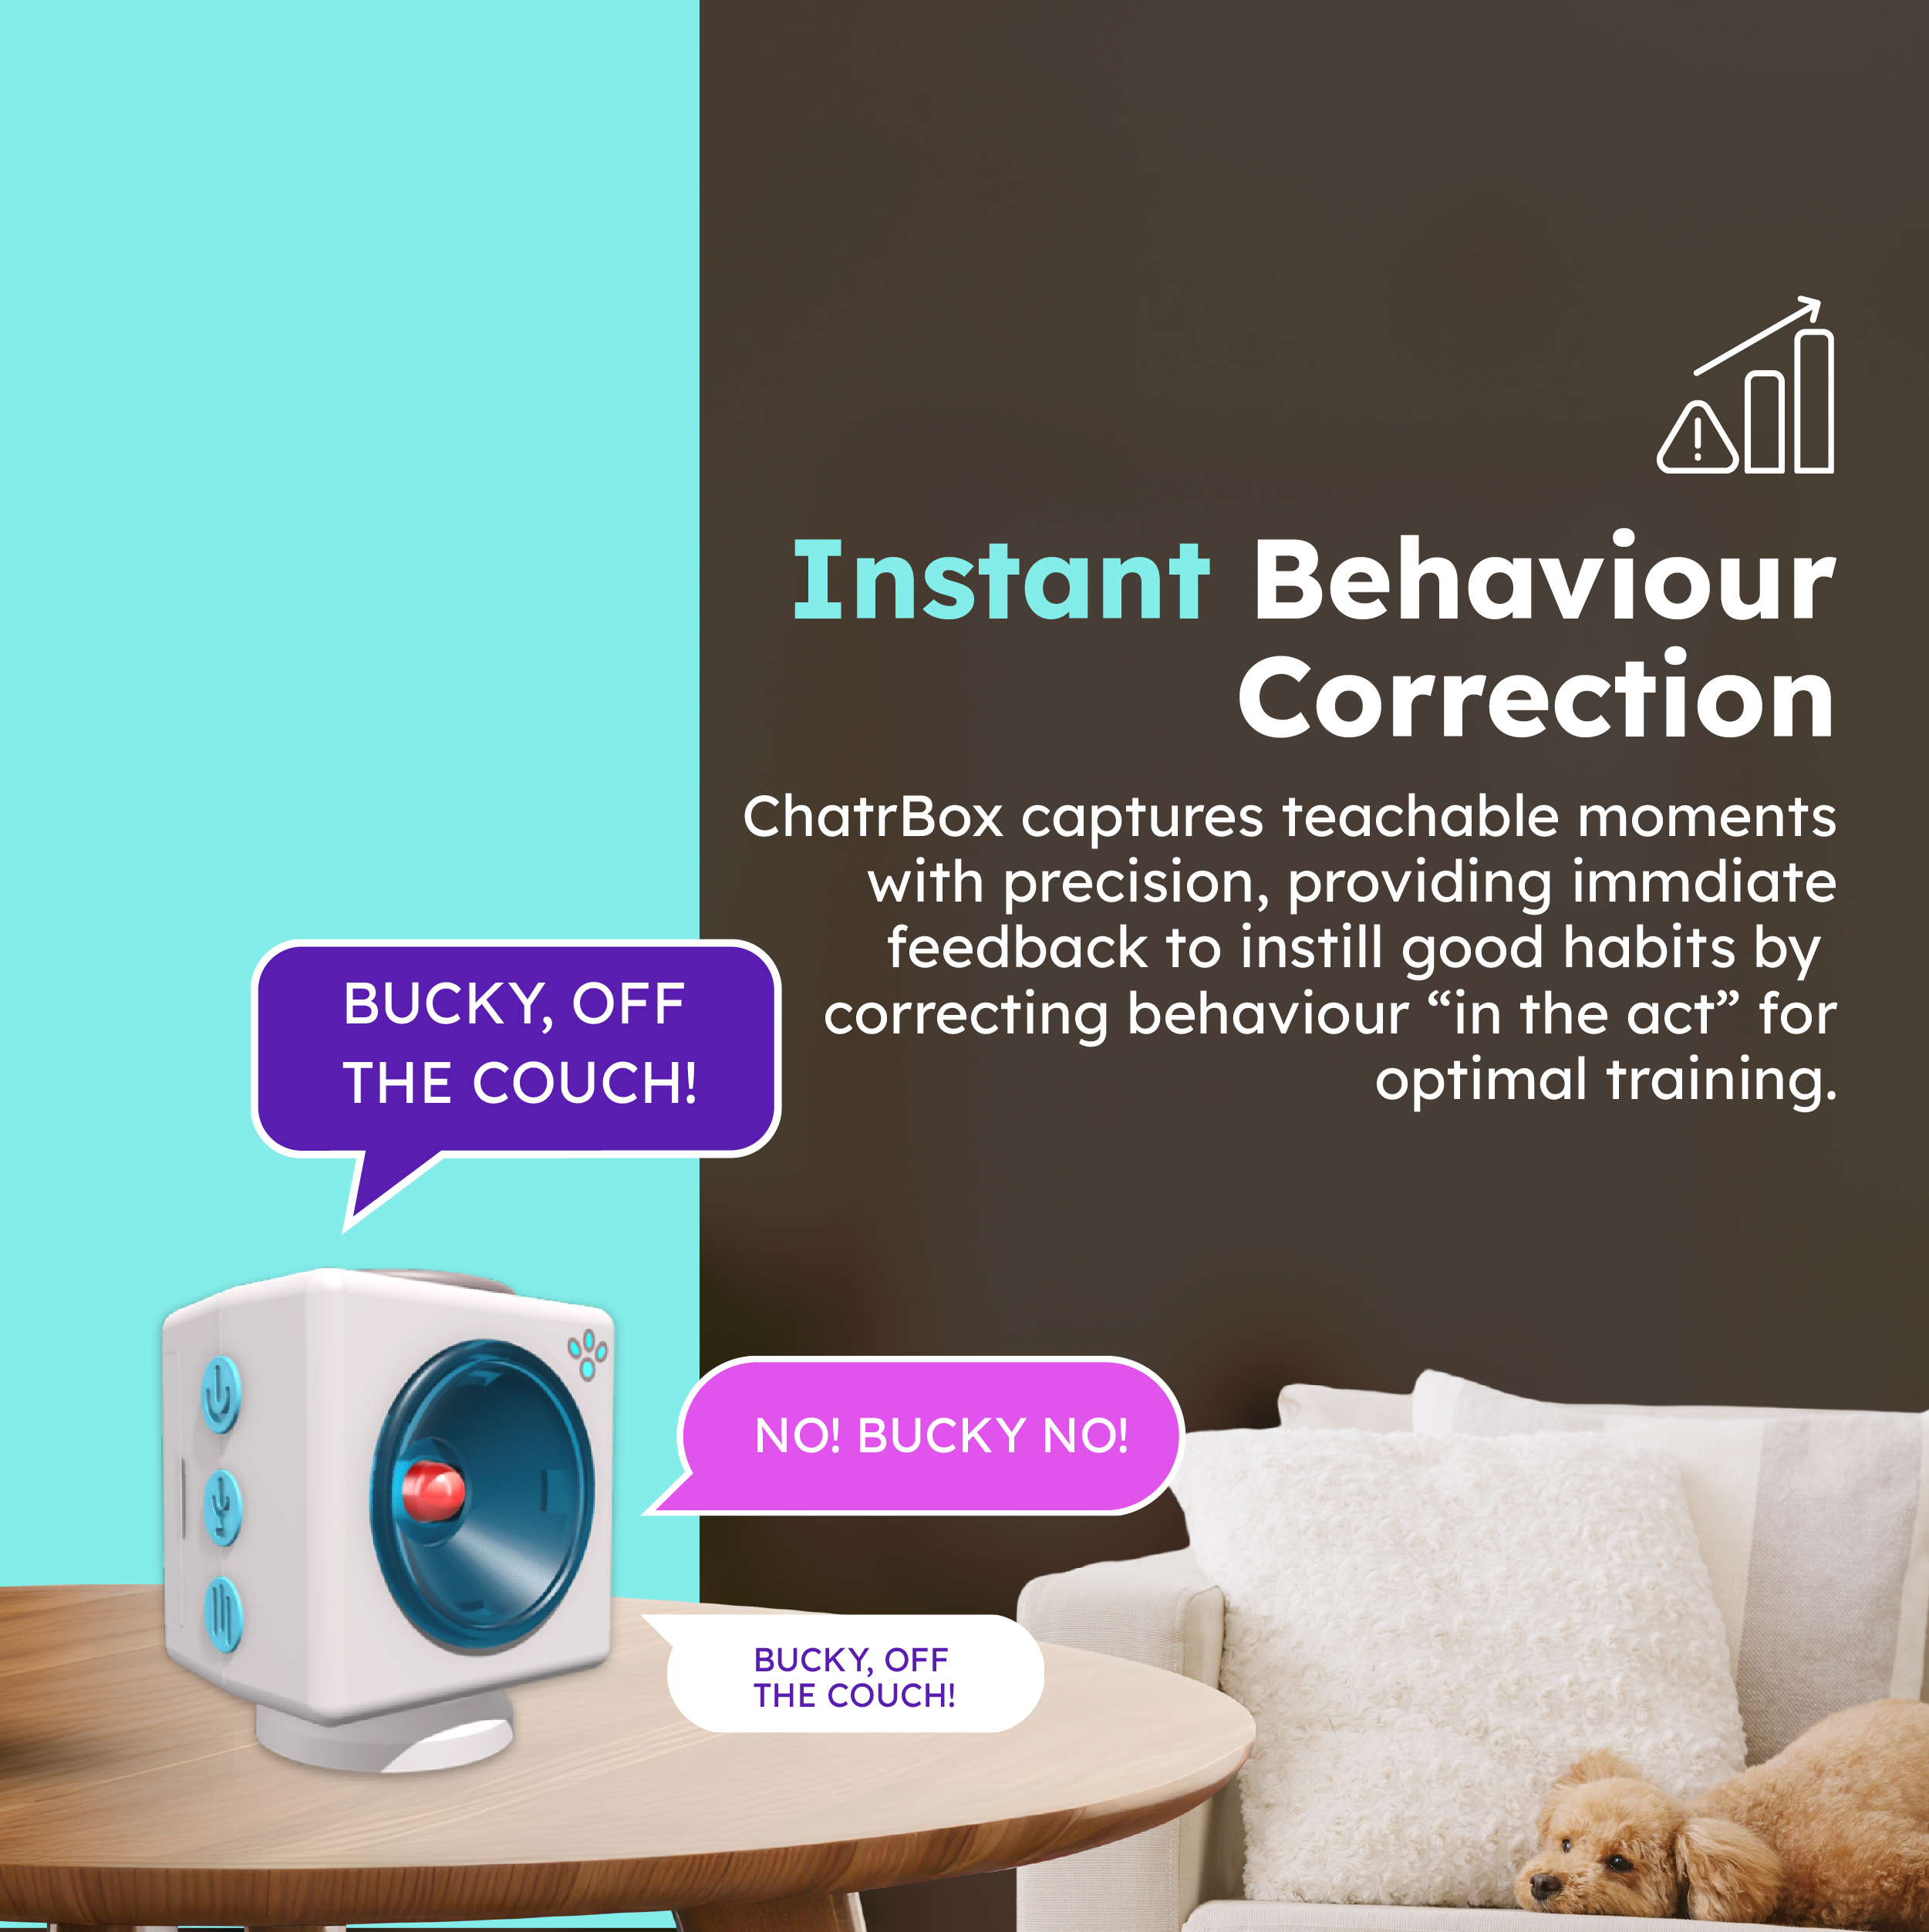 Instant Behaviour
Correction
ChatrBox captures teachable moments
with precision, providing immdiate
feedback to instill good habits by
correcting behaviour “in the act” for
optimal training.
BUCKY, OFF
THE COUCH!
NO! BUCKY NO!
BUCKY, OFF
THE COUCH!